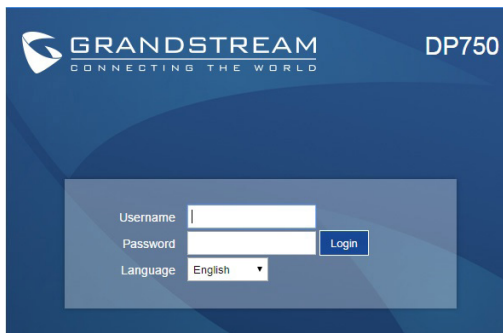 GRANDSTREAM DP750
CONNECTING THE WORLD
Username
Password Login
Language English